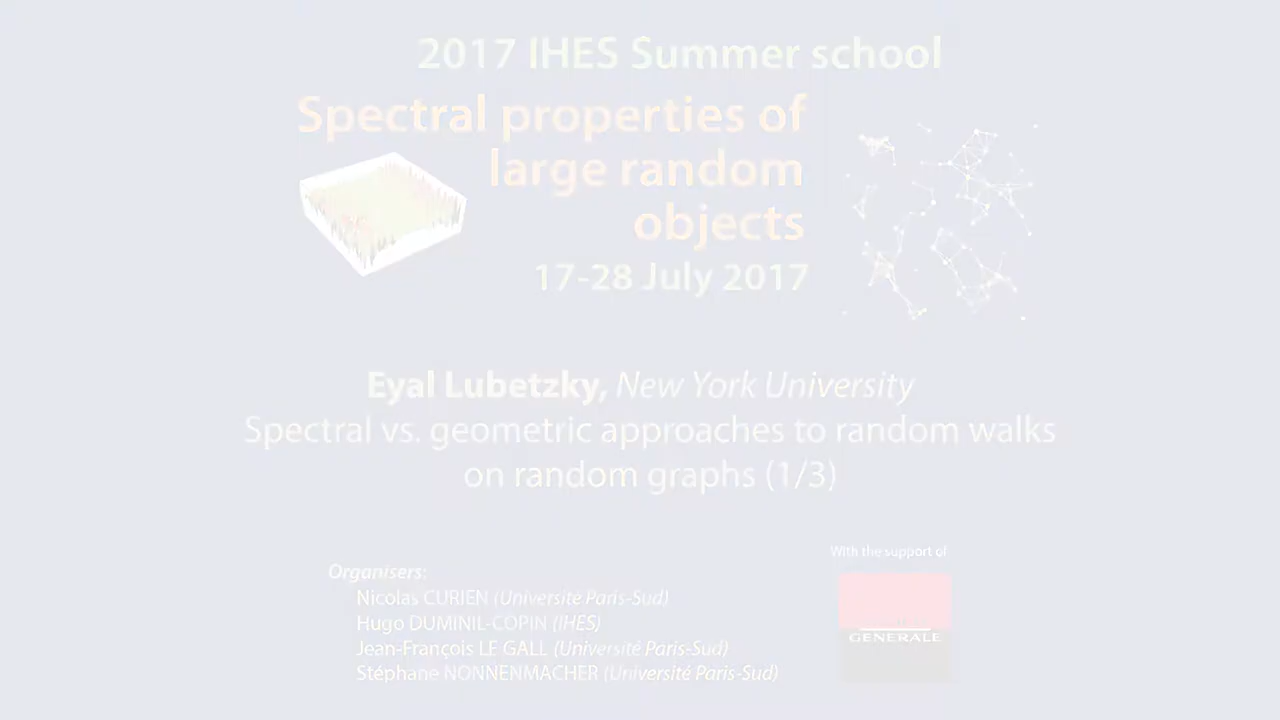 2017 IHES Summer school
Spectral properties of
large random
objects
17-28 July 2017
Eyal Lubetzky, New York University
Spectral vs. geometric approaches to random walks
on random graphs (1/3)
With the support of
Organisers:
Nicolas CURIEN (Université Paris-Sud)
Hugo DUMINIL-COPIN (IHES)
Jean-François LE GALL (Université Paris-Sud)
Stéphane NONNENMACHER (Université Paris-Sud)
GENERALE